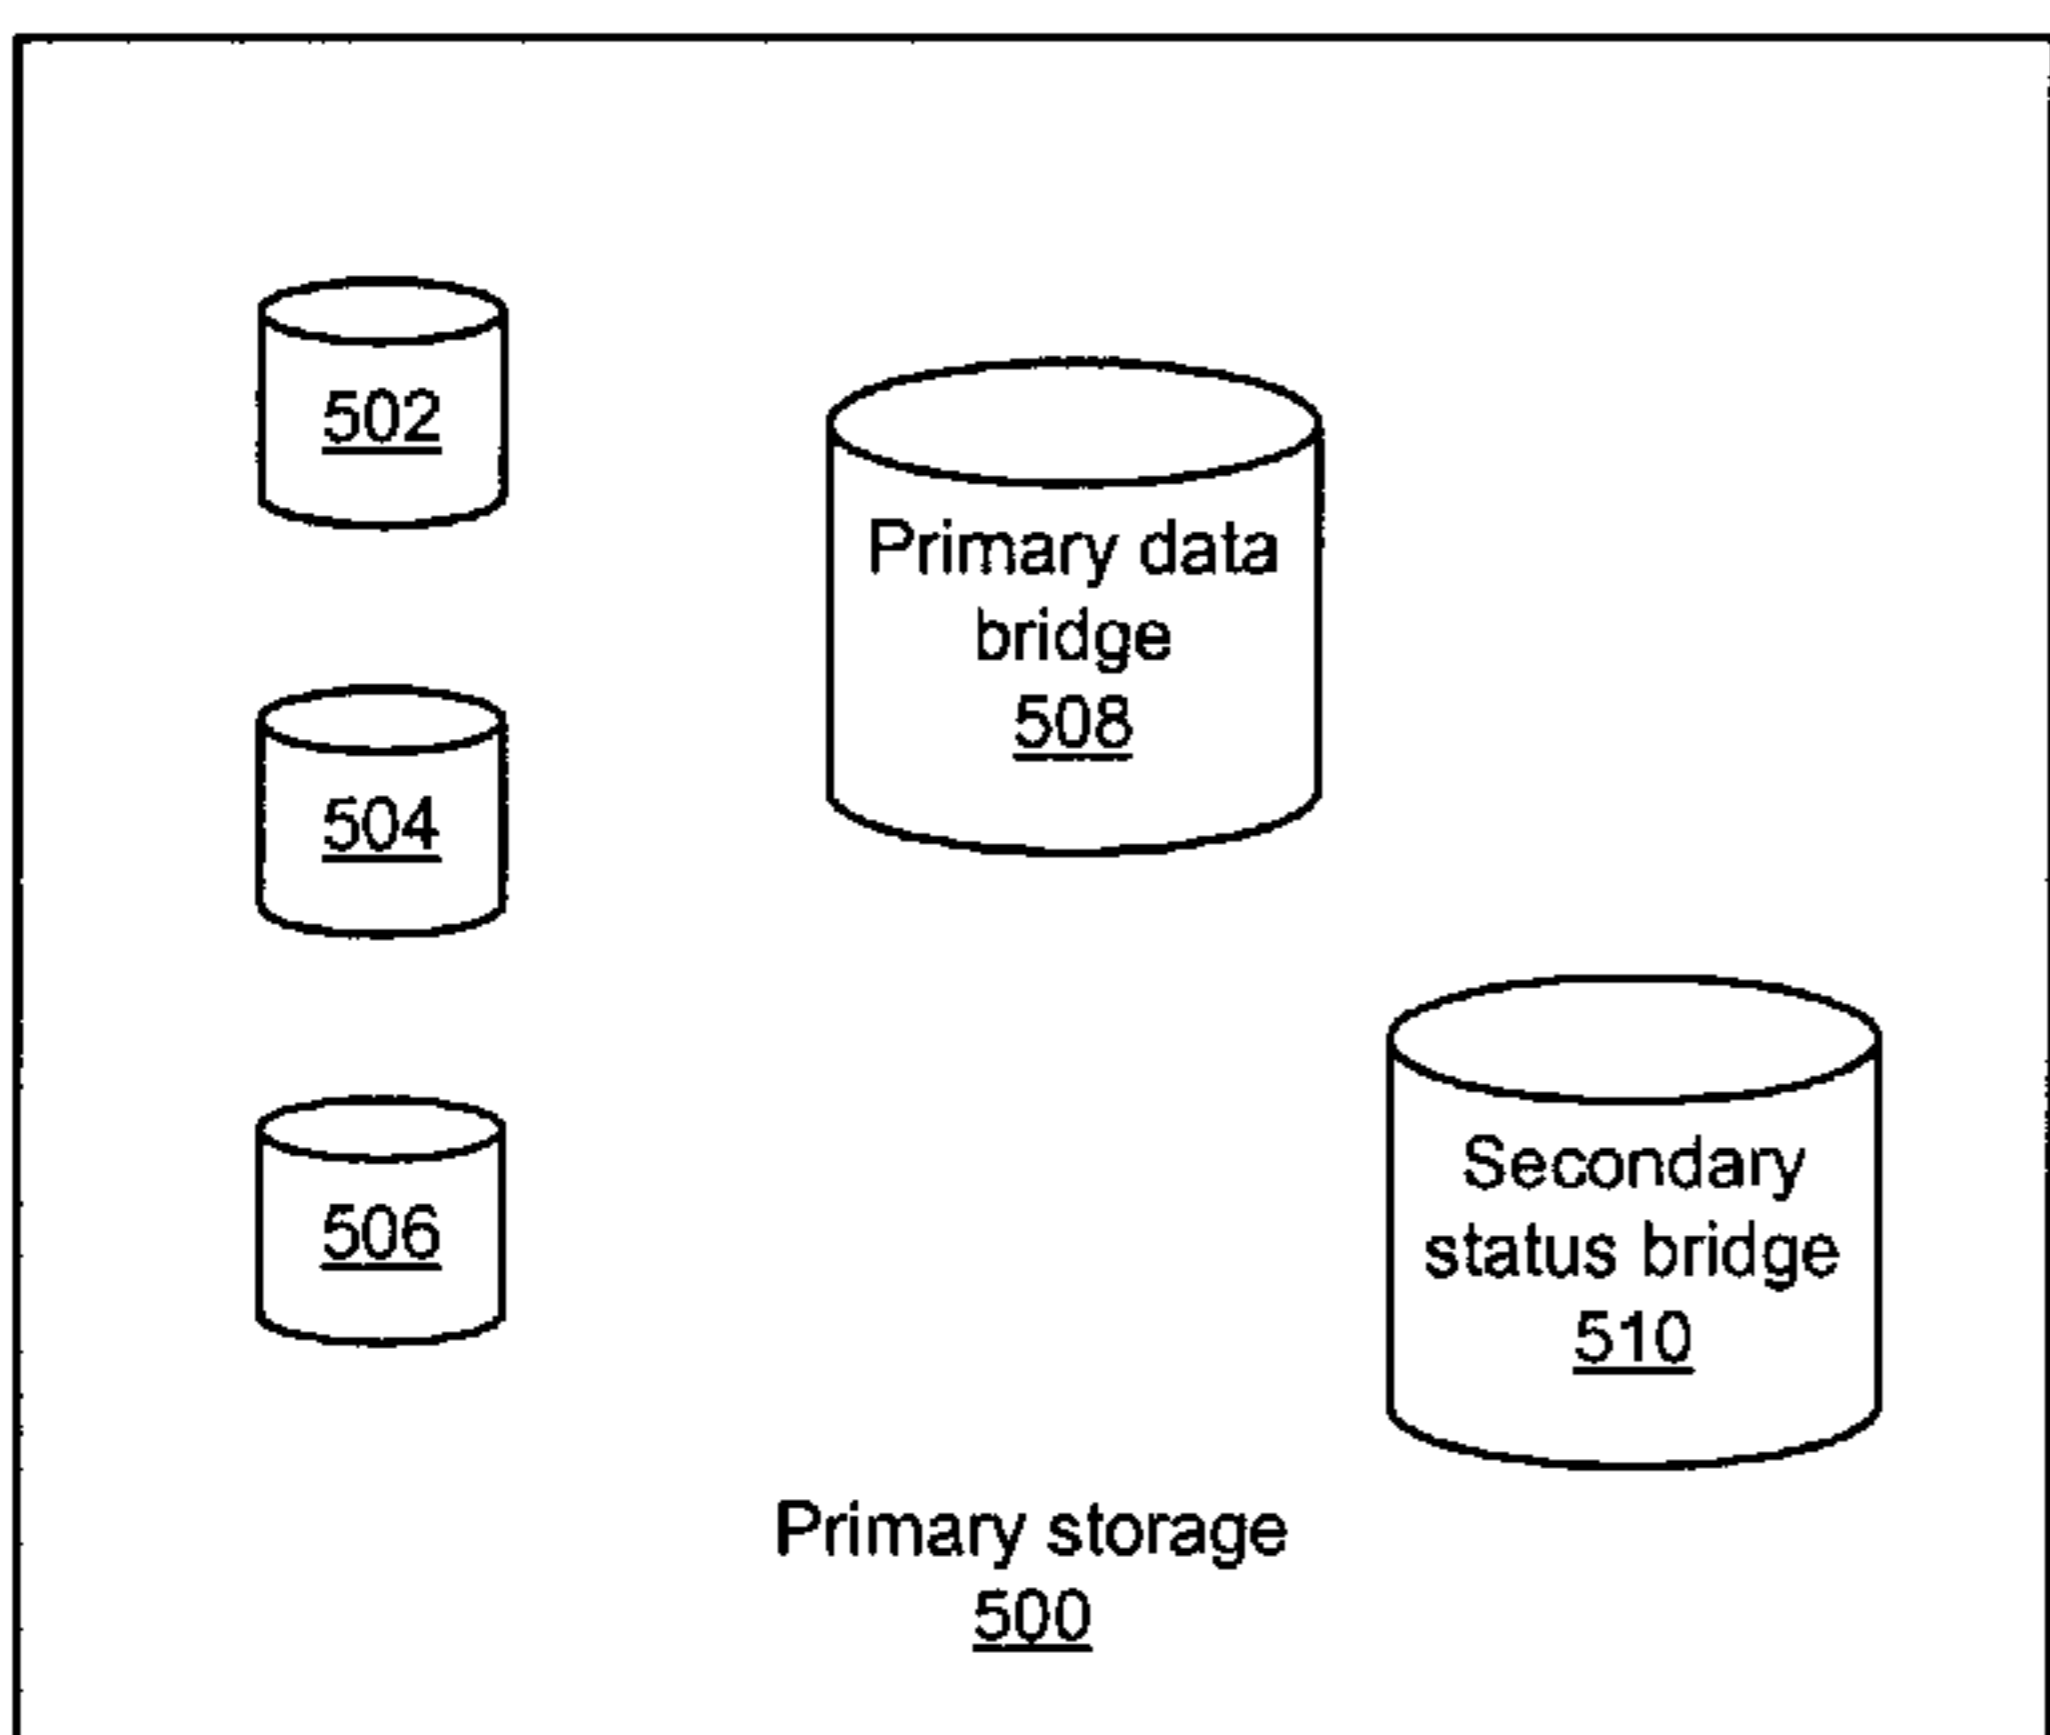 502
Primary data
bridge
508
504
Secondary
status bridge
510
506
Primary storage
500